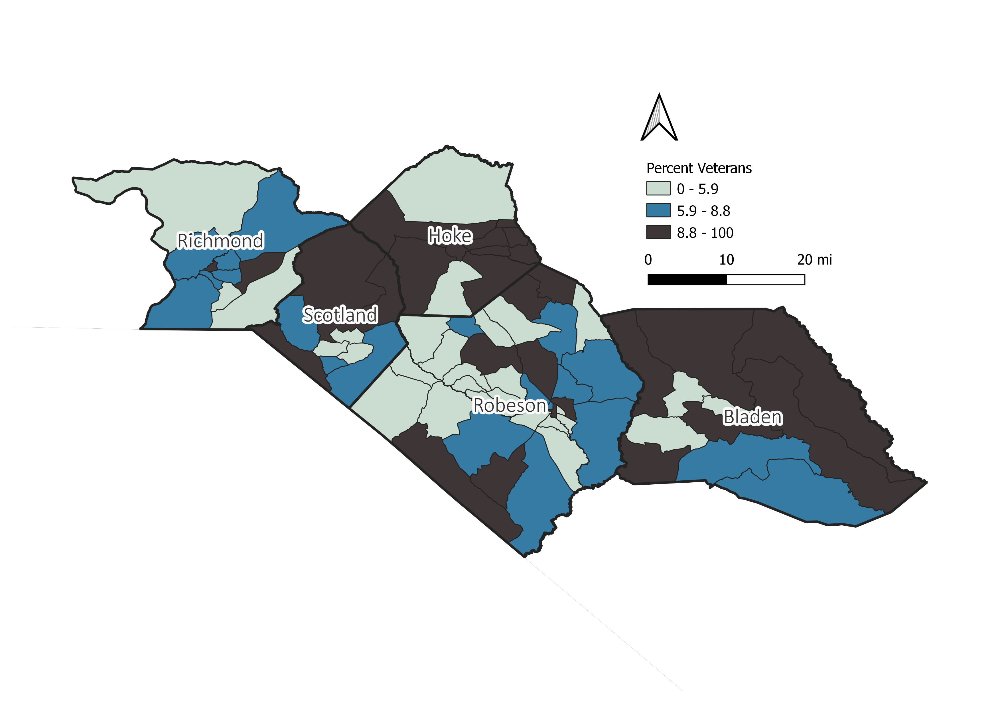 Percent Veterans
0 - 5.9
5.9 - 8.8
8.8 - 100
0 10 20 mi
Richmond
Hoke
Scotland
Robeson
Bladen